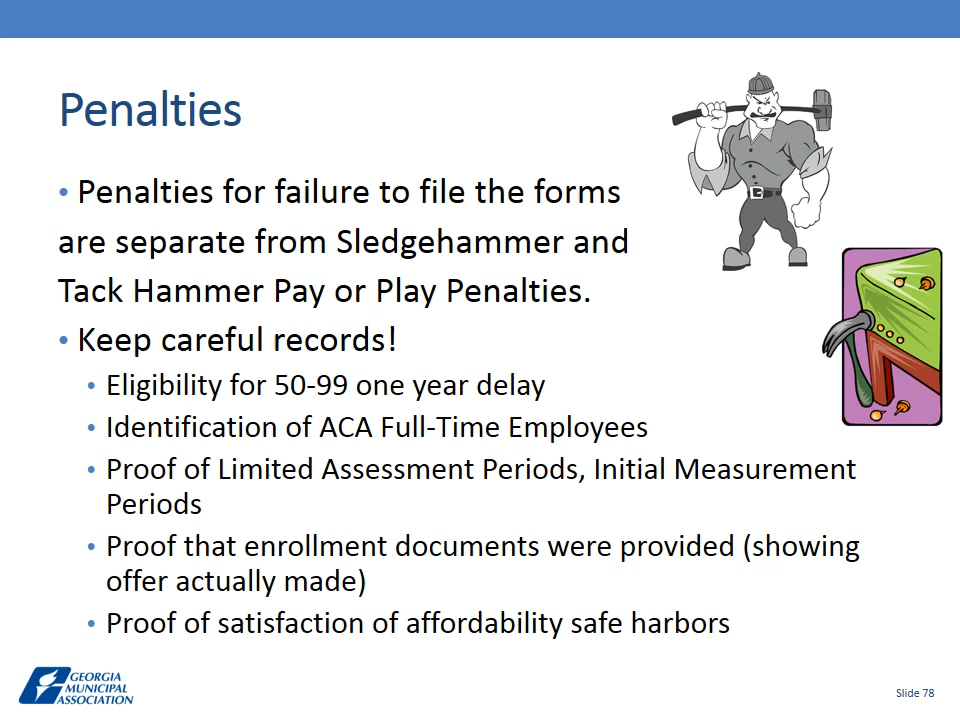 Penalties
• Penalties for failure to file the forms
are separate from Sledgehammer and
Tack Hammer Pay or Play Penalties.
• Keep careful records!
• Eligibility for 50-99 one year delay
• Identification of ACA Full-Time Employees
• Proof of Limited Assessment Periods, Initial Measurement
Periods
• Proof that enrollment documents were provided (showing
offer actually made)
• Proof of satisfaction of affordability safe harbors
GEORGIA
MUNICIPAL
ASSOCIATION
Slide 78